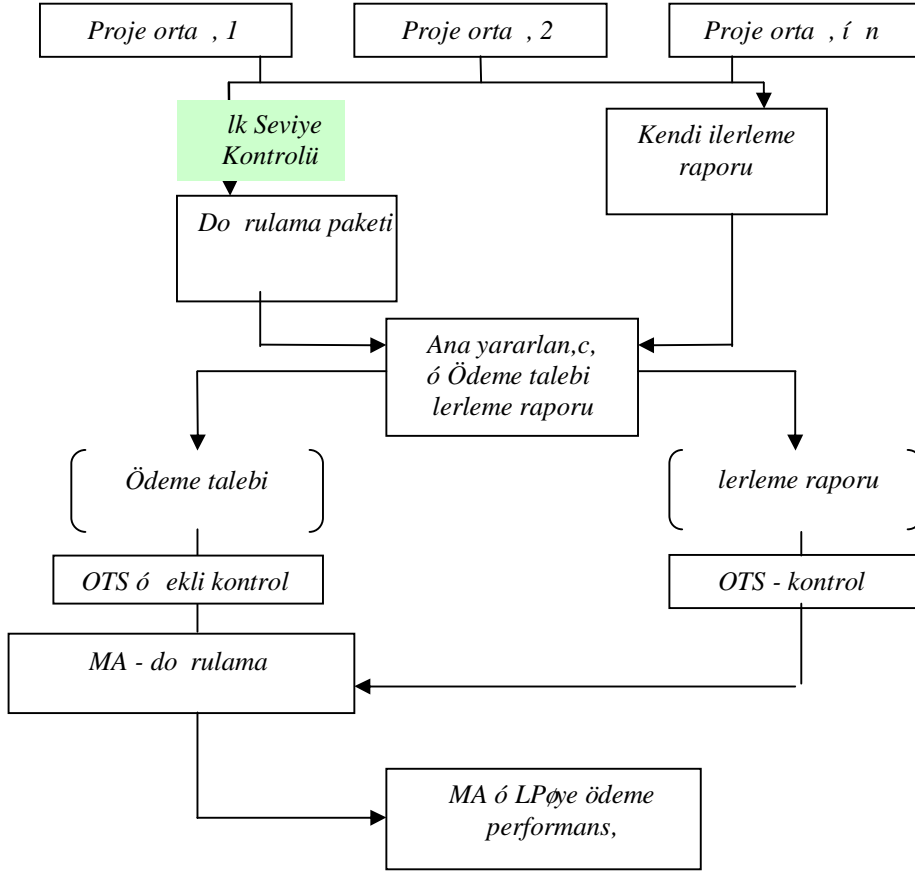 Proje orta , 1
Proje orta , 2
Proje orta , í n
lk Seviye
Kontrolü
Kendi ilerleme
raporu
Do rulama paketi
Ana yararlan,c,
ó Ödeme talebi
lerleme raporu
Ödeme talebi
lerleme raporu
OTS ó ekli kontrol
OTS - kontrol
MA - do rulama
MA ó LPøye ödeme
performans,